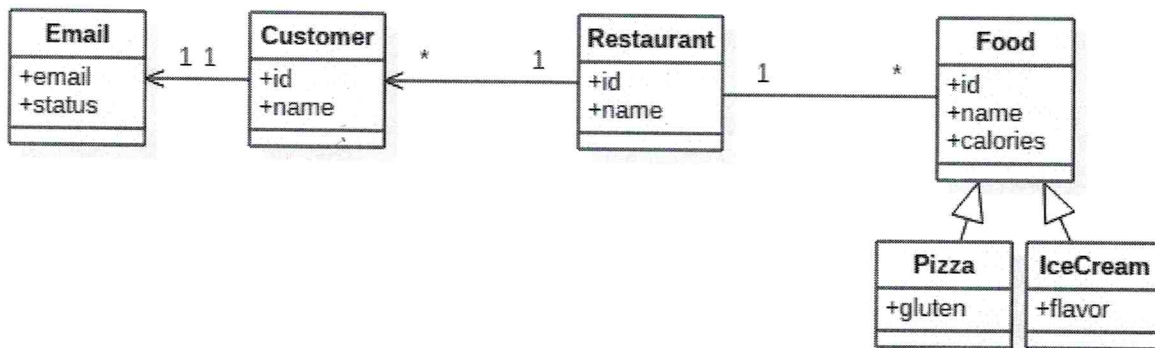 Email
+email
+status
1 1
Customer
+id
+name
*
1
Restaurant
+id
+name
1
*
Food
+id
+name
+calories
Pizza
+gluten
IceCream
+flavor